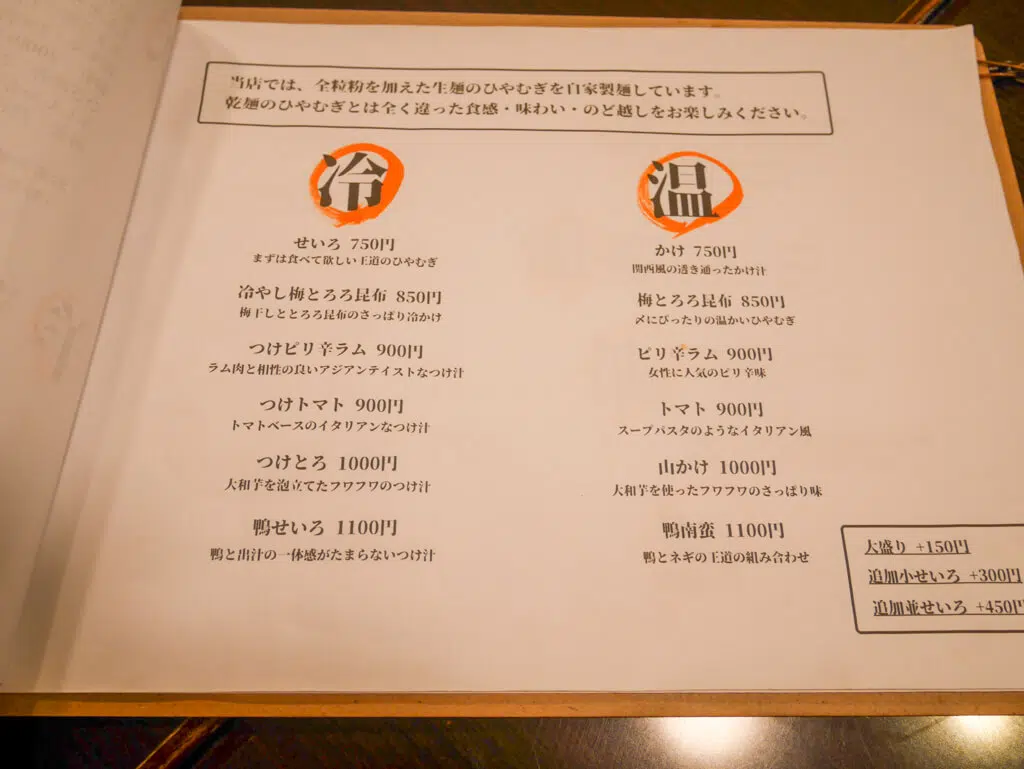 当店では、全粒粉を加えた生麺のひやむぎを自家製麺しています。
乾麺のひやむぎとは全く違った食感・味わい・のど越しをお楽しみください。
冷
せいろ 750円
まずは食べて欲しい王道のひやむぎ
冷やし梅とろろ昆布 850円
梅干しととろろ昆布のさっぱり冷かけ
つけピリ辛ラム 900円
ラム肉と相性の良いアジアンテイストなつけ汁
つけトマト 900円
トマトベースのイタリアンなつけ汁
つけとろ 1000円
大和芋を泡立てたフワフワのつけ汁
鴨せいろ 1100円
鴨と出汁の一体感がたまらないつけ汁
温
かけ 750円
関西風の透き通ったかけ汁
梅とろろ昆布 850円
〆にぴったりの温かいひやむぎ
ピリ辛ラム 900円
女性に人気のピリ辛味
トマト 900円
スープパスタのようなイタリアン風
山かけ 1000円
大和芋を使ったフワフワのさっぱり味
鴨南蛮 1100円
鴨とネギの王道の組み合わせ
大盛り +150円
追加小せいろ +300円
追加並せいろ +450円